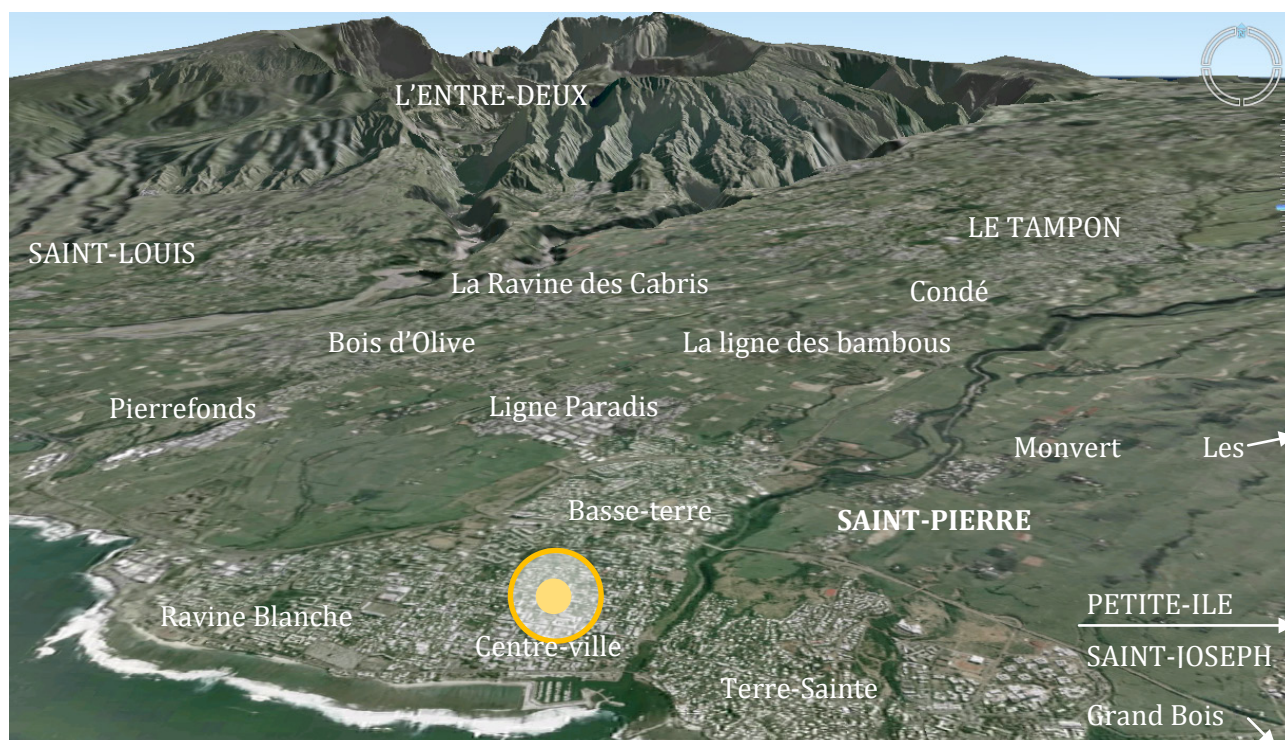 L'ENTRE-DEUX
LE TAMPON
SAINT-LOUIS
La Ravine des Cabris
Condé
Bois d'Olive
La ligne des bambous
Pierrefonds
Ligne Paradis
Monvert
Les
Basse-terre
SAINT-PIERRE
PETITE-ILE
Ravine Blanche
Centre-ville
SAINT-JOSEPH
Terre-Sainte
Grand Bois